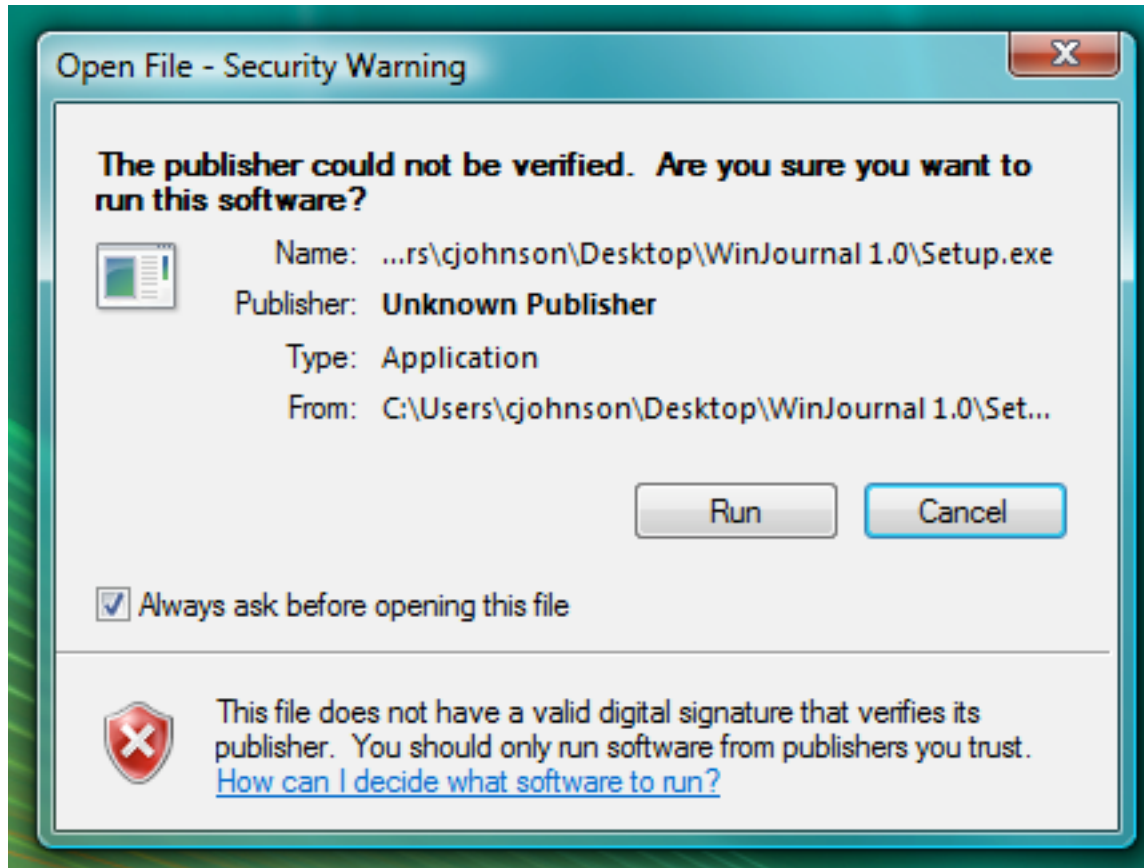 Open File - Security Warning
The publisher could not be verified.  Are you sure you want to
run this software?
Name: ...rs\cjohnson\Desktop\WinJournal 1.0\Setup.exe
Publisher: Unknown Publisher
Type: Application
From: C:\Users\cjohnson\Desktop\WinJournal 1.0\Set...
Run Cancel
Always ask before opening this file
This file does not have a valid digital signature that verifies its
publisher.  You should only run software from publishers you trust.
How can I decide what software to run?